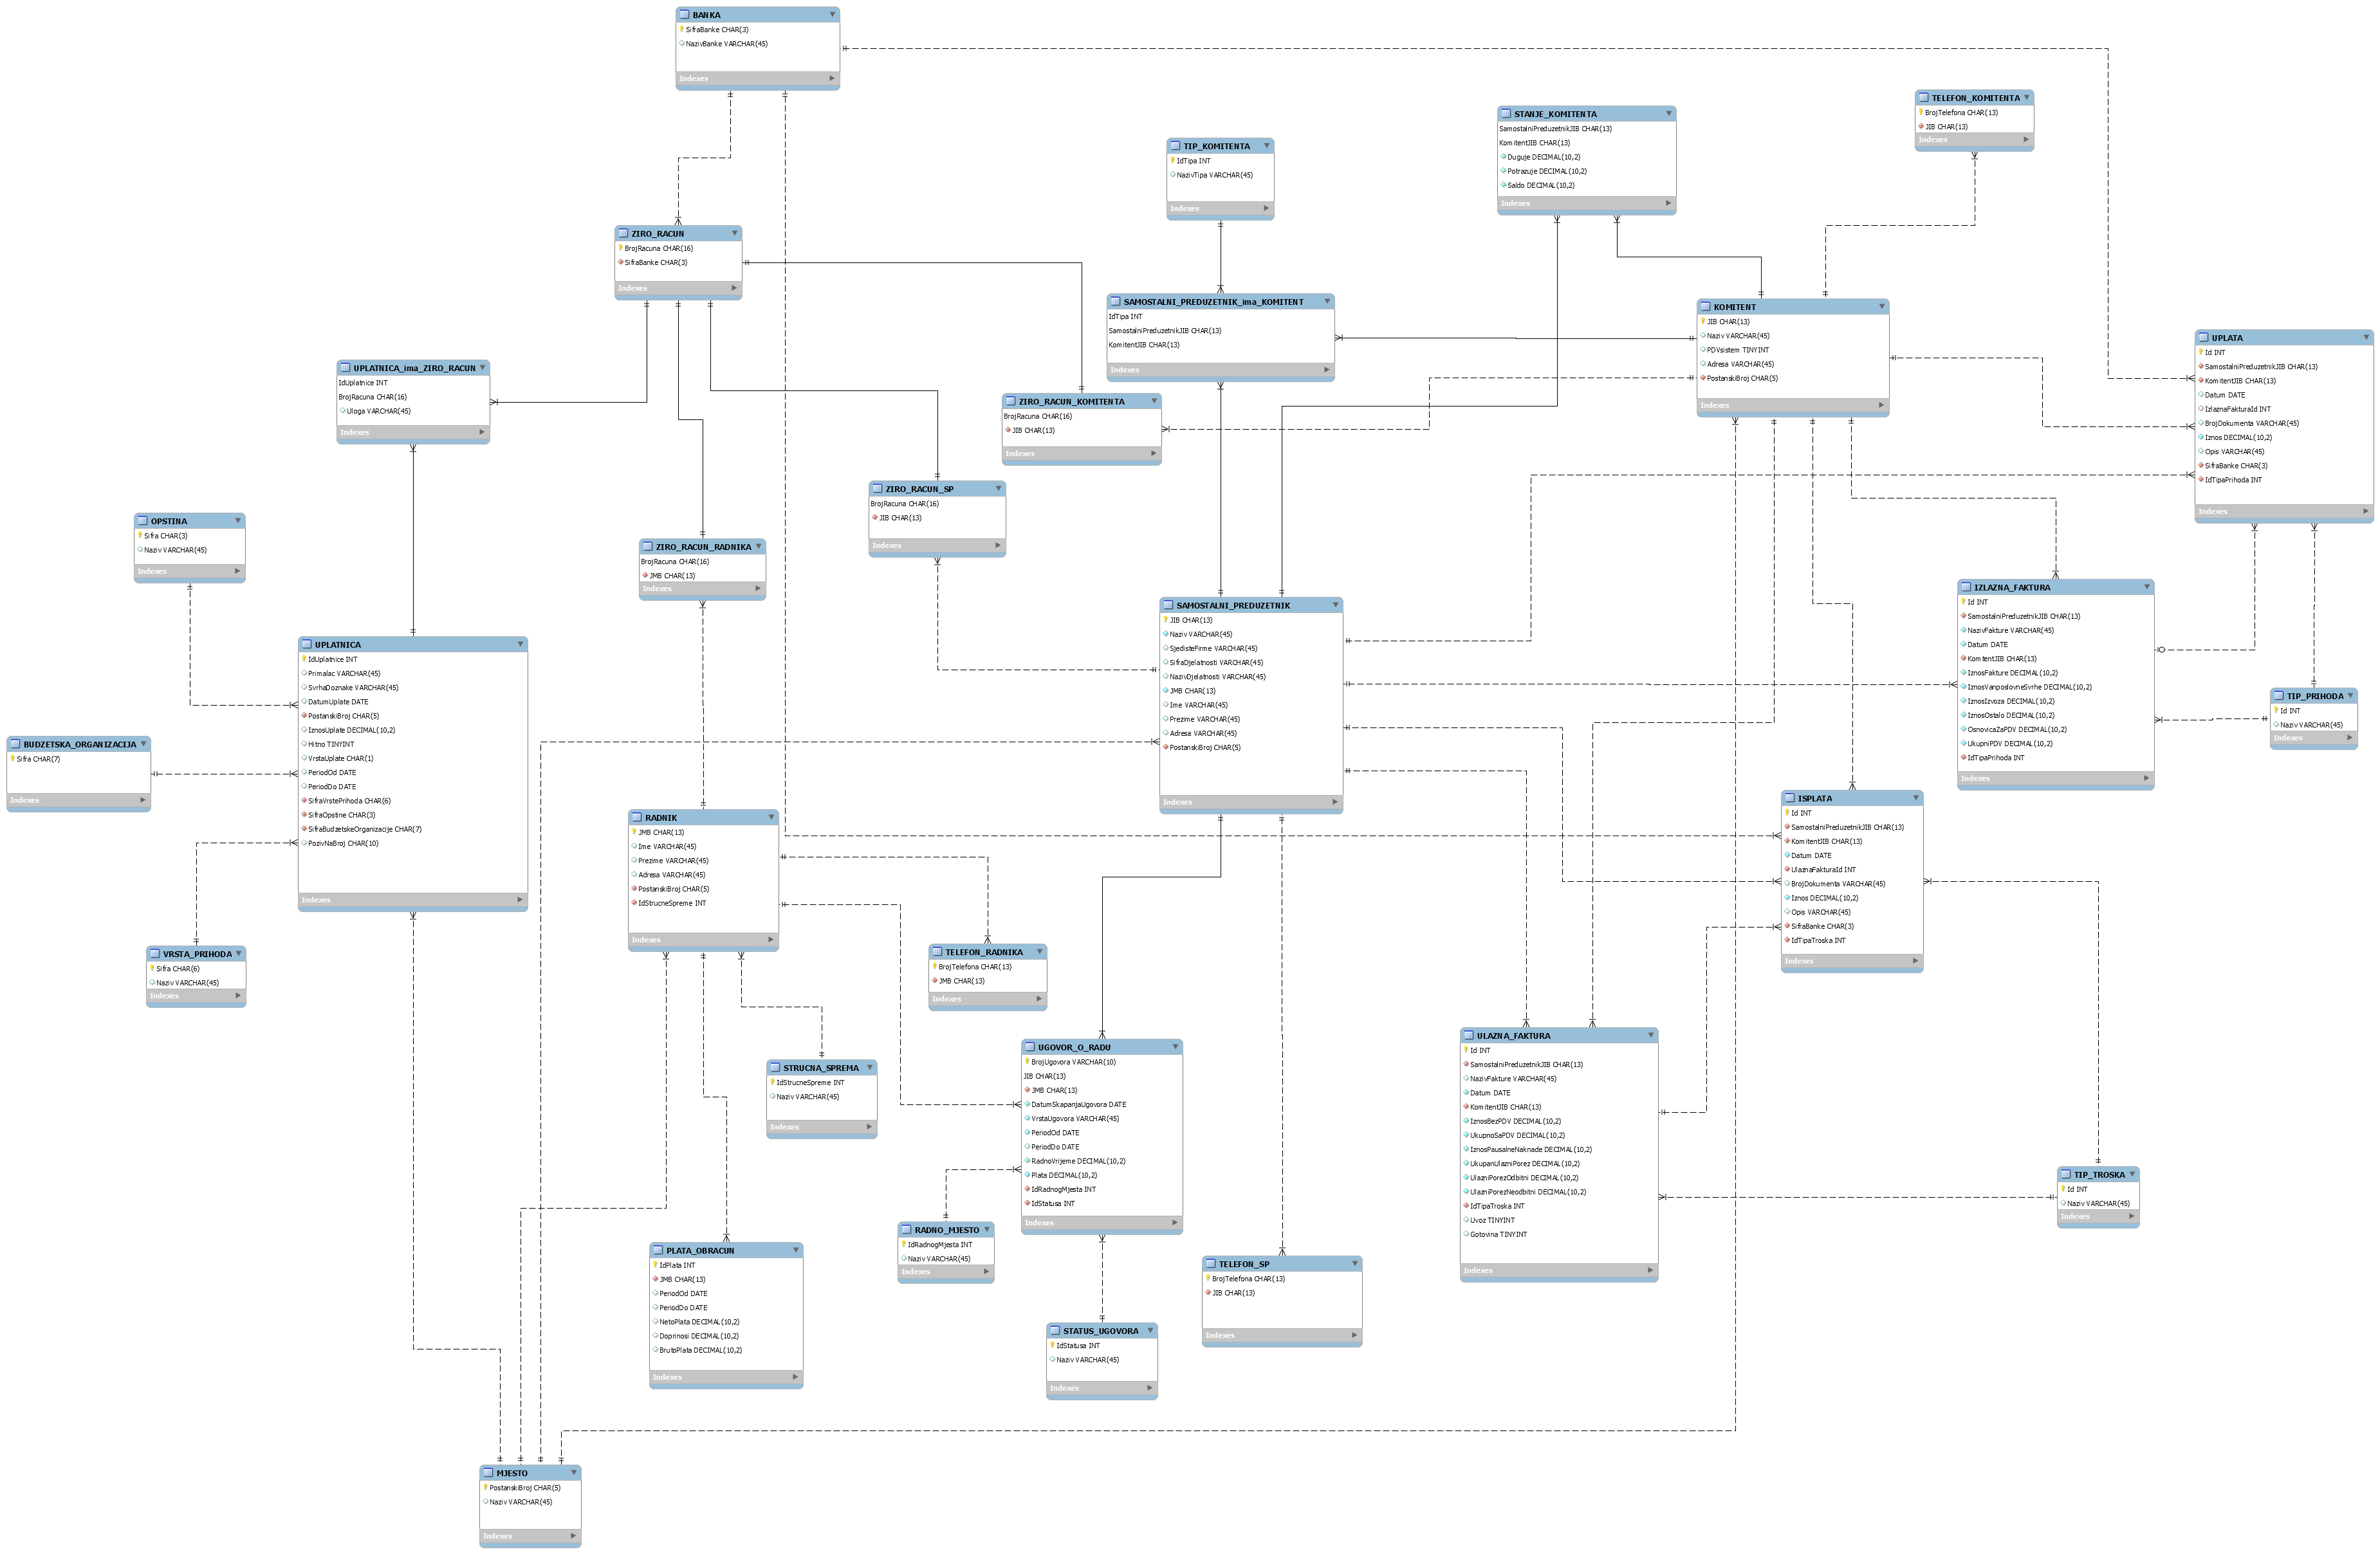 BANKA
SifraBanke CHAR(3)
NazivBanke VARCHAR(45)
Indexes
TELEFON_KOMITENTA
BrojTelefona CHAR(13)
JIB CHAR(13)
Indexes
STANJE_KOMITENTA
SamostalniPreduzetnikJIB CHAR(13)
KomitentJIB CHAR(13)
Duguje DECIMAL(10,2)
Potrazuje DECIMAL(10,2)
Saldo DECIMAL(10,2)
Indexes
TIP_KOMITENTA
IdTipa INT
NazivTipa VARCHAR(45)
Indexes
ZIRO_RACUN
BrojRacuna CHAR(16)
SifraBanke CHAR(3)
Indexes
SAMOSTALNI_PREDUZETNIK_ima_KOMITENT
IdTipa INT
SamostalniPreduzetnikJIB CHAR(13)
KomitentJIB CHAR(13)
Indexes
KOMITENT
JIB CHAR(13)
Naziv VARCHAR(45)
PDVsistem TINYINT
Adresa VARCHAR(45)
PostanskiBroj CHAR(5)
Indexes
UPLATA
Id INT
SamostalniPreduzetnikJIB CHAR(13)
KomitentJIB CHAR(13)
Datum DATE
IzlaznaFakturaId INT
BrojDokumenta VARCHAR(45)
Iznos DECIMAL(10,2)
Opis VARCHAR(45)
SifraBanke CHAR(3)
IdTipaPrihoda INT
Indexes
UPLATNICA_ima_ZIRO_RACUN
IdUplatnice INT
BrojRacuna CHAR(16)
Uloga VARCHAR(45)
Indexes
ZIRO_RACUN_KOMITENTA
BrojRacuna CHAR(16)
JIB CHAR(13)
Indexes
ZIRO_RACUN_SP
BrojRacuna CHAR(16)
JIB CHAR(13)
Indexes
OPSTINA
Sifra CHAR(3)
Naziv VARCHAR(45)
Indexes
ZIRO_RACUN_RADNIKA
BrojRacuna CHAR(16)
JMB CHAR(13)
Indexes
SAMOSTALNI_PREDUZETNIK
JIB CHAR(13)
Naziv VARCHAR(45)
SjedisteFirme VARCHAR(45)
SifraDjelatnosti VARCHAR(45)
NazivDjelatnosti VARCHAR(45)
JMB CHAR(13)
Ime VARCHAR(45)
Prezime VARCHAR(45)
Adresa VARCHAR(45)
PostanskiBroj CHAR(5)
Indexes
IZLAZNA_FAKTURA
Id INT
SamostalniPreduzetnikJIB CHAR(13)
NazivFakture VARCHAR(45)
Datum DATE
KomtentJIB CHAR(13)
IznosFakture DECIMAL(10,2)
IznosVanposlovneSvrhe DECIMAL(10,2)
IznosIzvoza DECIMAL(10,2)
IznosOstalo DECIMAL(10,2)
OsnovicaZaPDV DECIMAL(10,2)
UkupniPDV DECIMAL(10,2)
IdTipaPrihoda INT
Indexes
UPLATNICA
IdUplatnice INT
Primalac VARCHAR(45)
SvrhaDoznake VARCHAR(45)
DatumUplate DATE
PostanskiBroj CHAR(5)
IznosUplate DECIMAL(10,2)
Hitno TINYINT
VrstaUplate CHAR(1)
PeriodOd DATE
PeriodDo DATE
SifraVrstePrihoda CHAR(6)
SifraOpstine CHAR(3)
SifraBudzetskeOrganizacije CHAR(7)
PozivNaBroj CHAR(10)
Indexes
TIP_PRIHODA
Id INT
Naziv VARCHAR(45)
Indexes
BUDZETSKA_ORGANIZACIJA
Sifra CHAR(7)
Indexes
ISPLATA
Id INT
SamostalniPreduzetnikJIB CHAR(13)
KomitentJIB CHAR(13)
Datum DATE
UlaznaFakturaId INT
BrojDokumenta VARCHAR(45)
Iznos DECIMAL(10,2)
Opis VARCHAR(45)
SifraBanke CHAR(3)
IdTipaTroska INT
Indexes
RADNIK
JMB CHAR(13)
Ime VARCHAR(45)
Prezime VARCHAR(45)
Adresa VARCHAR(45)
PostanskiBroj CHAR(5)
IdStrucneSpreme INT
Indexes
VRSTA_PRIHODA
Sifra CHAR(6)
Naziv VARCHAR(45)
Indexes
TELEFON_RADNIKA
BrojTelefona CHAR(13)
JMB CHAR(13)
Indexes
ULAZNA_FAKTURA
Id INT
SamostalniPreduzetnikJIB CHAR(13)
NazivFakture VARCHAR(45)
Datum DATE
KomitentJIB CHAR(13)
IznosBezPDV DECIMAL(10,2)
UkupnoSaPDV DECIMAL(10,2)
IznosPausalneNaknade DECIMAL(10,2)
UkupanUlazniPorez DECIMAL(10,2)
UlazniPorezOdbitni DECIMAL(10,2)
UlazniPorezNeodbitni DECIMAL(10,2)
IdTipaTroska INT
Uvoz TINYINT
Gotovina TINYINT
Indexes
UGOVOR_O_RADU
BrojUgovora VARCHAR(10)
JIB CHAR(13)
JMB CHAR(13)
DatumSkapanjaUgovora DATE
VrstaUgovora VARCHAR(45)
PeriodOd DATE
PeriodDo DATE
RadnoVrijeme DECIMAL(10,2)
Plata DECIMAL(10,2)
IdRadnogMjesta INT
IdStatusa INT
Indexes
STRUCNA_SPREMA
IdStrucneSpreme INT
Naziv VARCHAR(45)
Indexes
TIP_TROSKA
Id INT
Naziv VARCHAR(45)
Indexes
RADNO_MJESTO
IdRadnogMjesta INT
Naziv VARCHAR(45)
Indexes
PLATA_OBRACUN
IdPlata INT
JMB CHAR(13)
PeriodOd DATE
PeriodDo DATE
NetoPlata DECIMAL(10,2)
Doprinosi DECIMAL(10,2)
BrutoPlata DECIMAL(10,2)
Indexes
TELEFON_SP
BrojTelefona CHAR(13)
JIB CHAR(13)
Indexes
STATUS_UGOVORA
IdStatusa INT
Naziv VARCHAR(45)
Indexes
MJESTO
PostanskiBroj CHAR(5)
Naziv VARCHAR(45)
Indexes